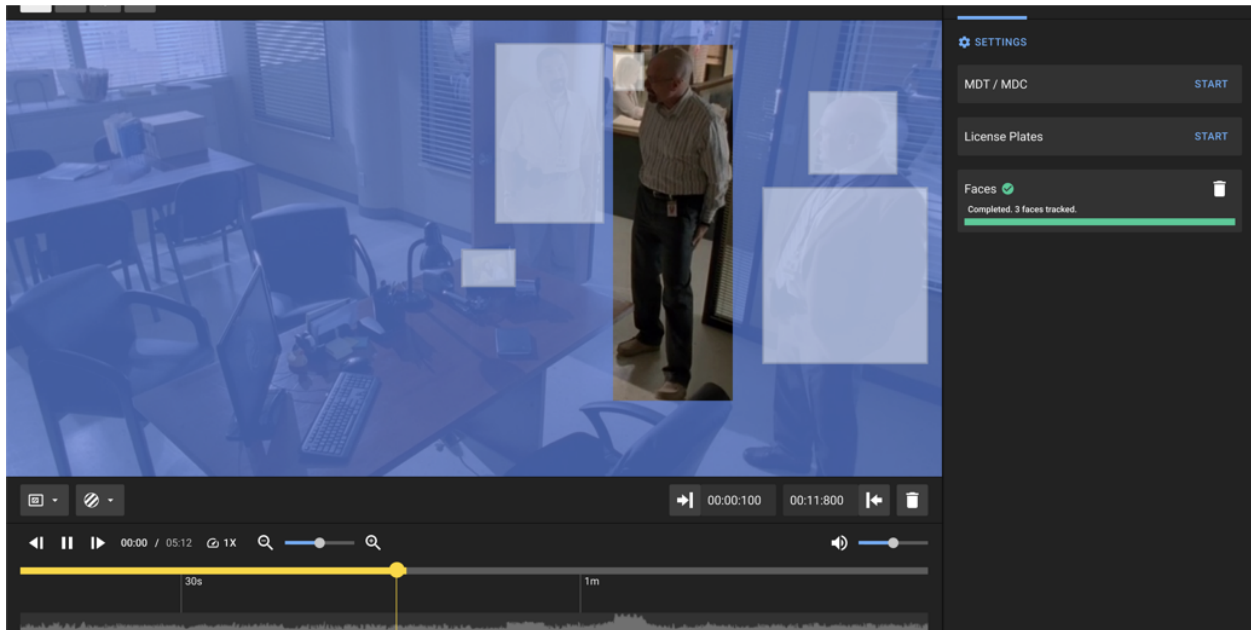 SETTINGS
MDT / MDC START
License Plates START
Faces
Completed. 3 faces tracked.
00:00:100 00:11:800
00:00 / 05:12 1X
30s 1m